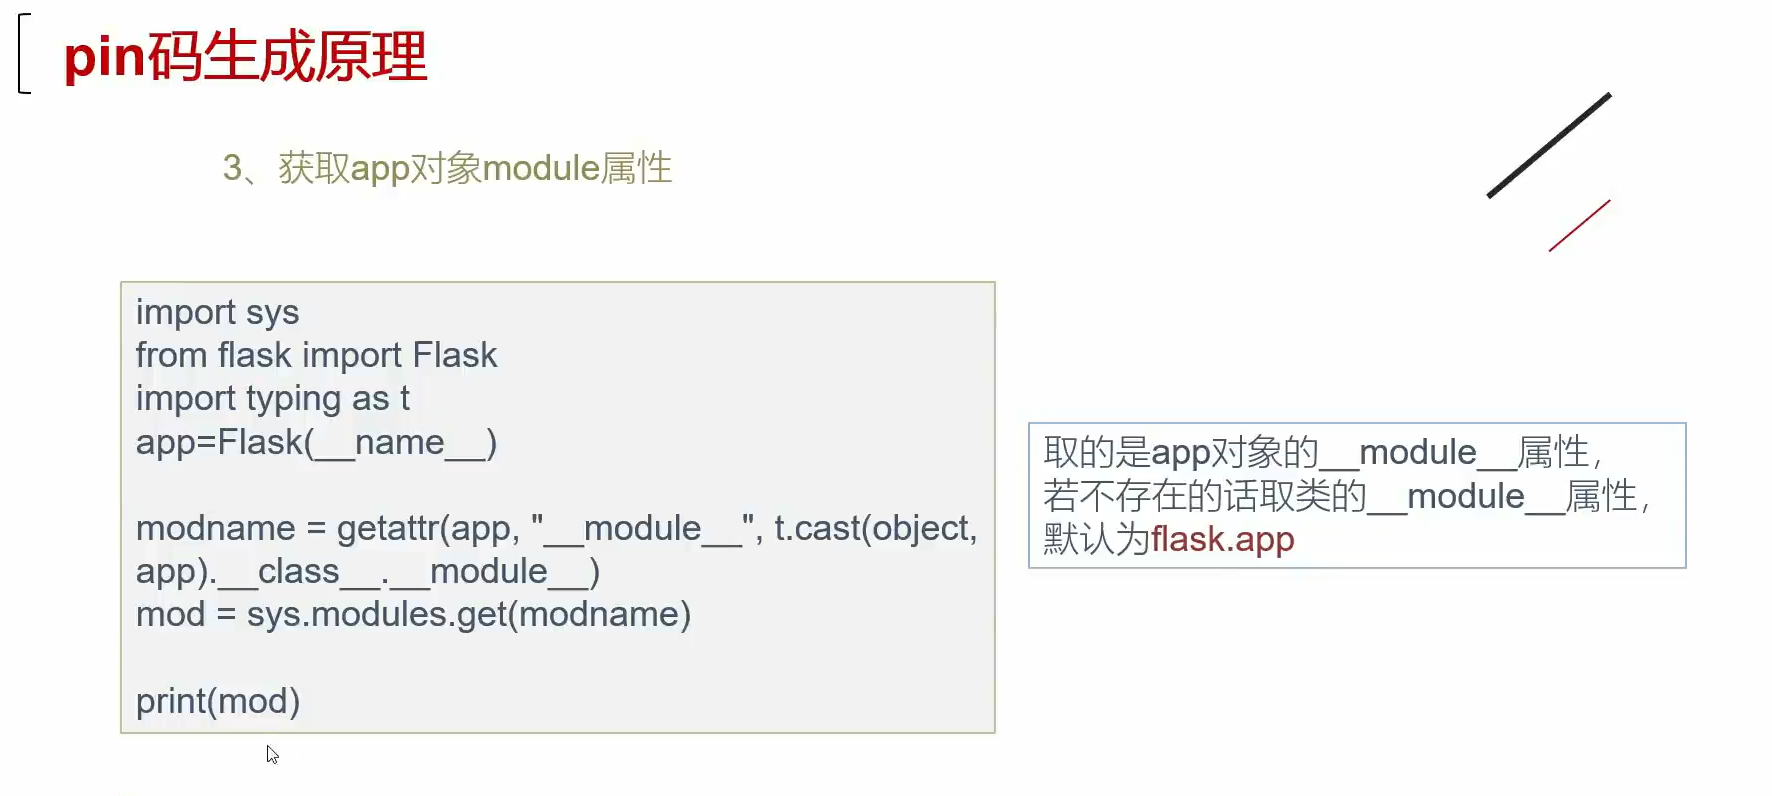 pin码生成原理
3、获取app对象module属性
import sys
from flask import Flask
import typing as t
app=Flask(__name__)
modname = getattr(app, "__module__", t.cast(object,
app).__class__.__module__)
mod = sys.modules.get(modname)
print(mod)
取的是app对象的__module__属性，
若不存在的话取类的__module__属性，
默认为flask.app